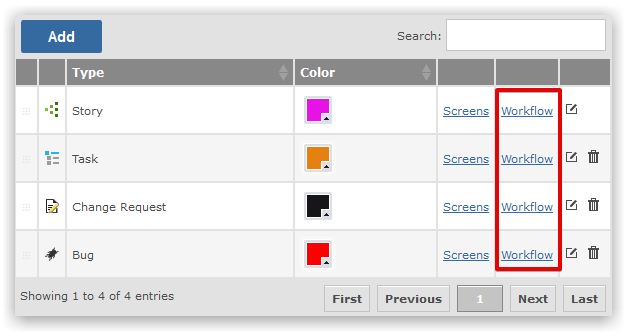 Add Search:
Type Color
Story Screens Workflow
Task Screens Workflow
Change Request Screens Workflow
Bug Screens Workflow
Showing 1 to 4 of 4 entries First Previous 1 Next Last